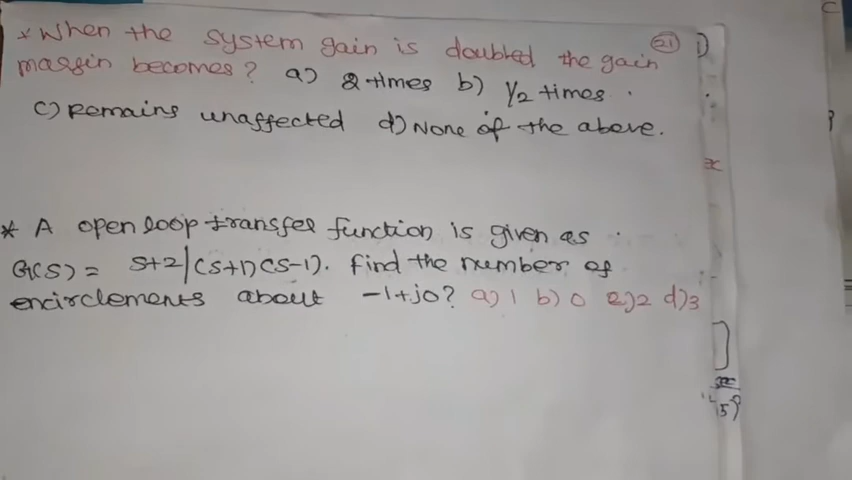 * When the system gain is doubled the gain
margin becomes? a) 2 times b) 1/2 times.
c) Remains unaffected d) None of the above.
21
* A open loop transfer function is given as
G(s) = s+2/(s+1)(s-1). Find the number of
encirclements about -1+j0? a) 1 b) 0 c) 2 d) 3